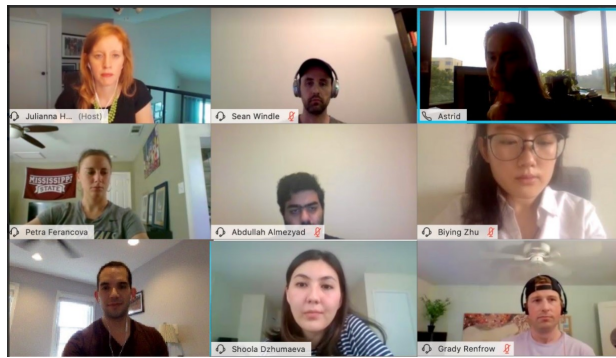 Julianna H... (Host)
Sean Windle
Astrid
MISSISSIPPI
STATE
Petra Ferancova
Abdullah Almezyad
Biying Zhu
Shoola Dzhumaeva
Grady Renfrow